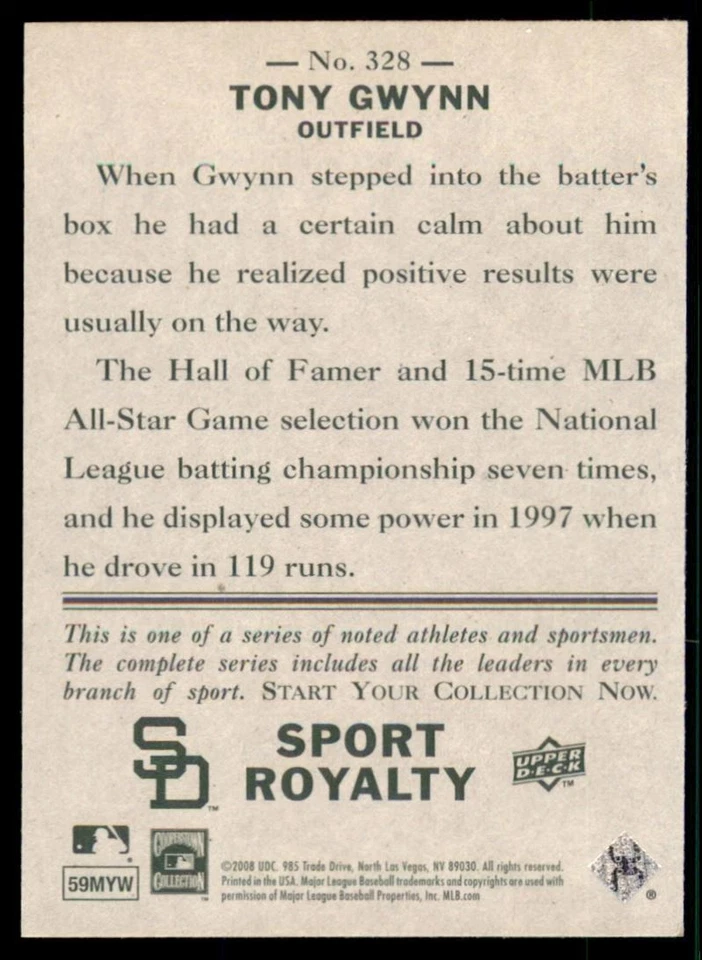 — No. 328 —
TONY GWYNN
OUTFIELD
When Gwynn stepped into the batter's
box he had a certain calm about him
because he realized positive results were
usually on the way.
The Hall of Famer and 15-time MLB
All-Star Game selection won the National
League batting championship seven times,
and he displayed some power in 1997 when
he drove in 119 runs.
This is one of a series of noted athletes and sportsmen.
The complete series includes all the leaders in every
branch of sport. START YOUR COLLECTION NOW.
SD™
SPORT
ROYALTY
UPPER
D·E·C·K
™
59MYW
COOPERSTOWN
COLLECTION
™
©2008 UDC. 985 Trade Drive, North Las Vegas, NV 89030. All rights reserved.
Printed in the USA. Major League Baseball trademarks and copyrights are used with
permission of Major League Baseball Properties, Inc. MLB.com
®